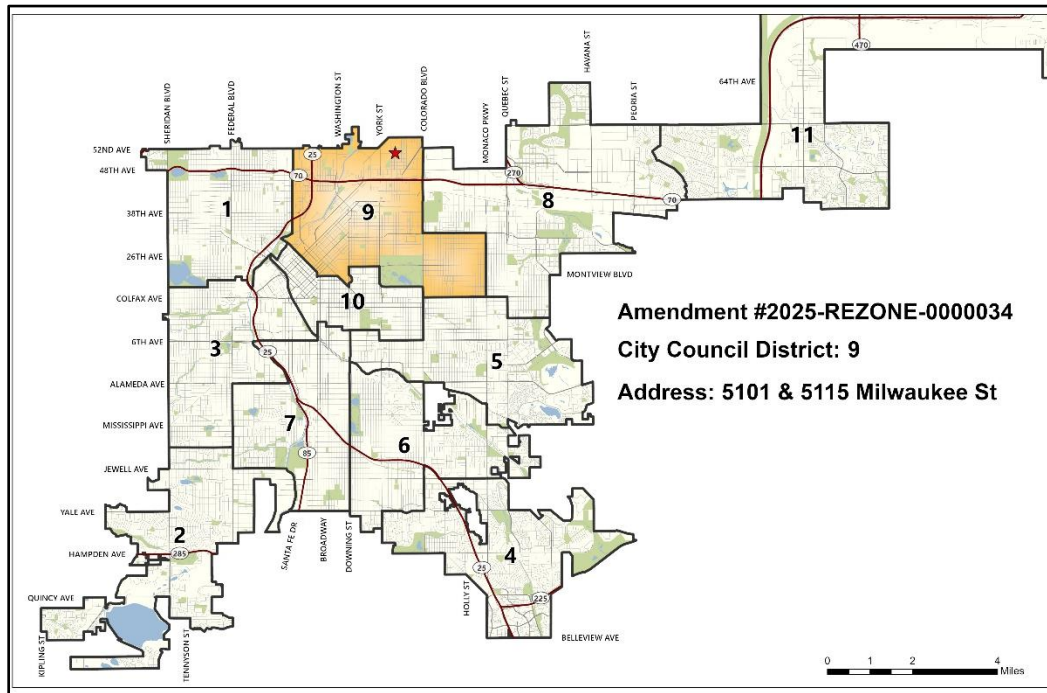 WASHINGTON ST
HAVANA ST
470
SHERIDAN BLVD
FEDERAL BLVD
YORK ST
COLORADO BLVD
MONACO PKWY
QUEBEC ST
PEORIA ST
64TH AVE
11
52ND AVE
25
48TH AVE
70
270
1
9
8
70
38TH AVE
26TH AVE
MONTVIEW BLVD
COLFAX AVE
10
Amendment #2025-REZONE-0000034
6TH AVE
3
25
5
City Council District: 9
ALAMEDA AVE
Address: 5101 & 5115 Milwaukee St
7
MISSISSIPPI AVE
6
85
JEWELL AVE
YALE AVE
2
SANTA FE DR
BROADWAY
DOWNING ST
HAMPDEN AVE
285
4
25
HOLLY ST
225
QUINCY AVE
BELLEVIEW AVE
KIPLING ST
TENNYSON ST
0 1 2 4
Miles